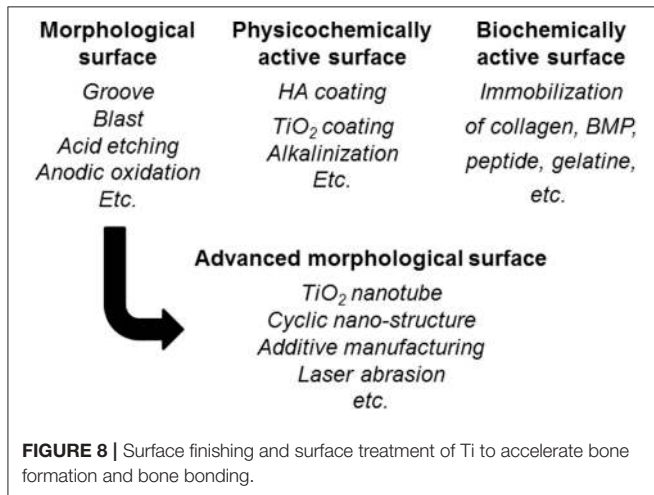 Morphological
surface
Groove
Blast
Acid etching
Anodic oxidation
Etc.
Physicochemically
active surface
HA coating
TiO₂ coating
Alkalinization
Etc.
Biochemically
active surface
Immobilization
of collagen, BMP,
peptide, gelatine,
etc.
Advanced morphological surface
TiO₂ nanotube
Cyclic nano-structure
Additive manufacturing
Laser abrasion
etc.
FIGURE 8 | Surface finishing and surface treatment of Ti to accelerate bone
formation and bone bonding.